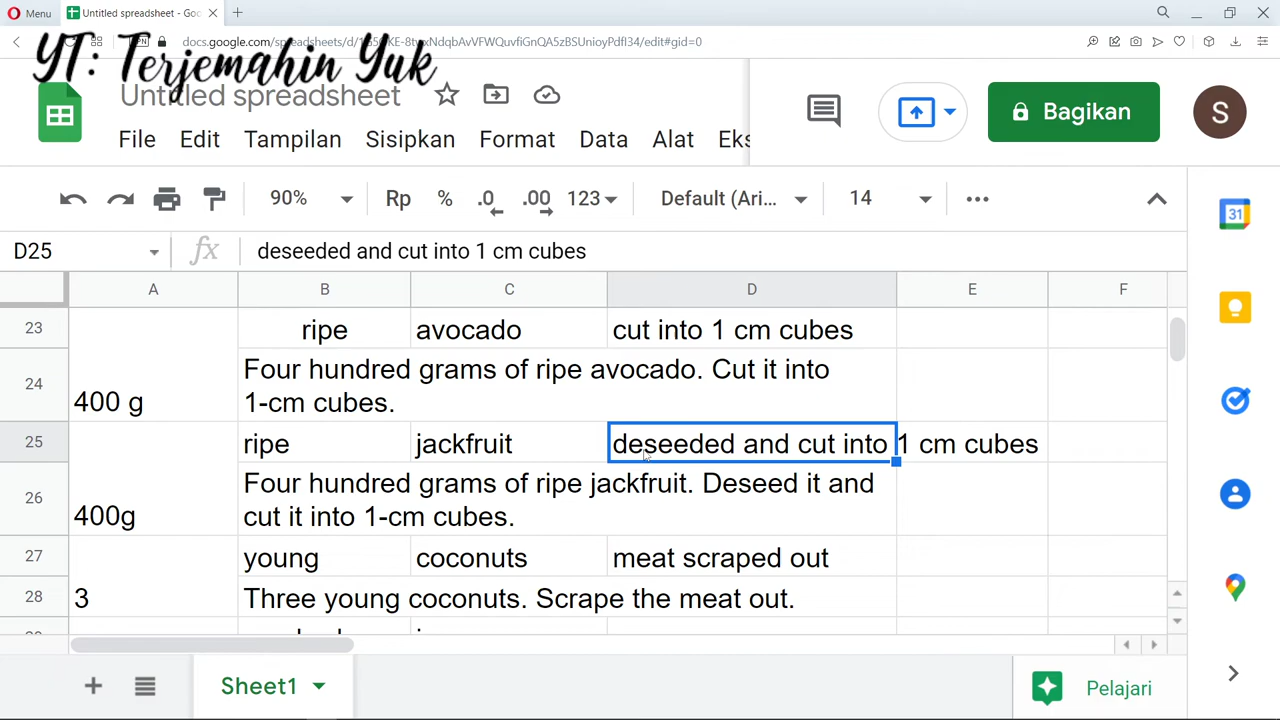 Menu
Untitled spreadsheet - Goo
docs.google.com/spreadsheets/d/
YT: Terjemahin Yuk
Untitled spreadsheet
File Edit Tampilan Sisipkan Format Data Alat Eks
Bagikan
S
90% Rp % .0 .00 123 Default (Ari... 14
31
D25 fx deseeded and cut into 1 cm cubes
A B C D E F
23 ripe avocado cut into 1 cm cubes
24 400 g Four hundred grams of ripe avocado. Cut it into
1-cm cubes.
25 ripe jackfruit deseeded and cut into 1 cm cubes
26 400g Four hundred grams of ripe jackfruit. Deseed it and
cut it into 1-cm cubes.
27 young coconuts meat scraped out
28 3 Three young coconuts. Scrape the meat out.
Sheet1
Pelajari